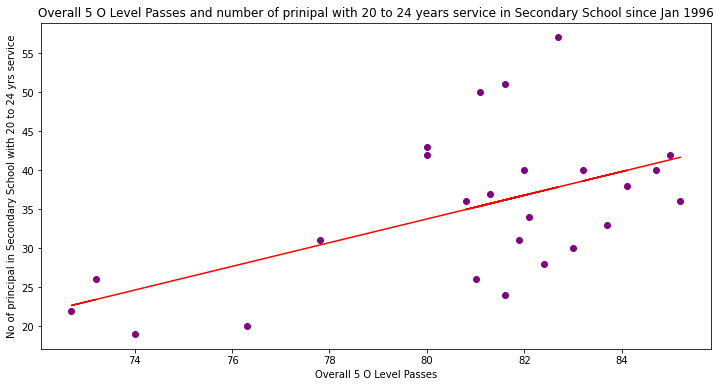 Overall 5 O Level Passes and number of prinipal with 20 to 24 years service in Secondary School since Jan 1996
No of principal in Secondary School with 20 to 24 yrs service
55
50
45
40
35
30
25
20
74 76 78 80 82 84
Overall 5 O Level Passes